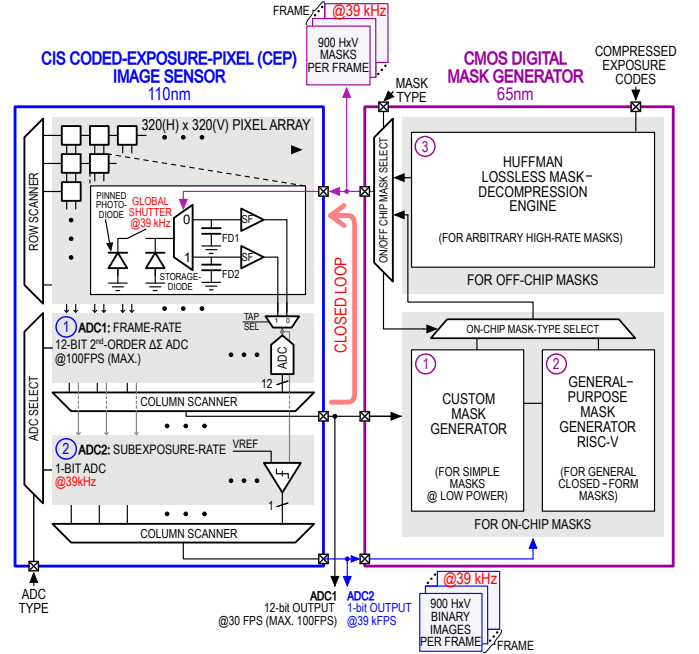 FRAME
@39 kHz
900 HxV
MASKS
PER FRAME
CIS CODED-EXPOSURE-PIXEL (CEP)
IMAGE SENSOR
110nm
CMOS DIGITAL
MASK GENERATOR
65nm
COMPRESSED
EXPOSURE
CODES
MASK
TYPE
320(H) x 320(V) PIXEL ARRAY
ROW SCANNER
PINNED
PHOTO-
DIODE
GLOBAL
SHUTTER
@39 kHz
0
1
SF
FD1
SF
FD2
STORAGE-
DIODE
CLOSED LOOP
ON/OFF CHIP MASK SELECT
3
HUFFMAN
LOSSLESS MASK–
DECOMPRESSION
ENGINE
(FOR ARBITRARY HIGH-RATE MASKS)
FOR OFF-CHIP MASKS
ADC SELECT
1 ADC1: FRAME-RATE
12-BIT 2nd-ORDER ΔΣ ADC
@100FPS (MAX.)
TAP
SEL
1 0
ADC
12
COLUMN SCANNER
2 ADC2: SUBEXPOSURE-RATE
1-BIT ADC
@39kHz
VREF
1
COLUMN SCANNER
ON-CHIP MASK-TYPE SELECT
1
CUSTOM
MASK
GENERATOR
(FOR SIMPLE
MASKS
@ LOW POWER)
2
GENERAL–
PURPOSE
MASK
GENERATOR
RISC-V
(FOR GENERAL
CLOSED–FORM
MASKS)
FOR ON-CHIP MASKS
ADC
TYPE
ADC1
12-bit OUTPUT
@30 FPS (MAX. 100FPS)
ADC2
1-bit OUTPUT
@39 kFPS
@39 kHz
900 HxV
BINARY
IMAGES
PER FRAME
FRAME